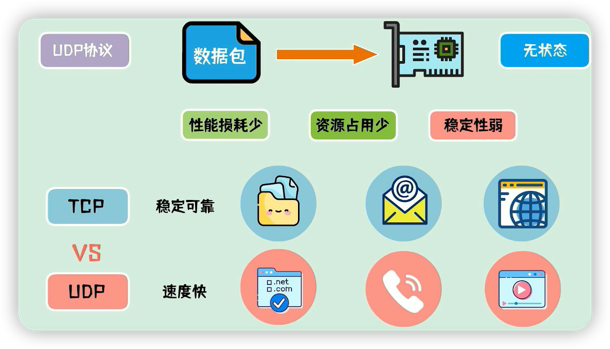 UDP协议
数据包
无状态
性能损耗少
资源占用少
稳定性弱
TCP
稳定可靠
@
VS
UDP
速度快
.net
.com